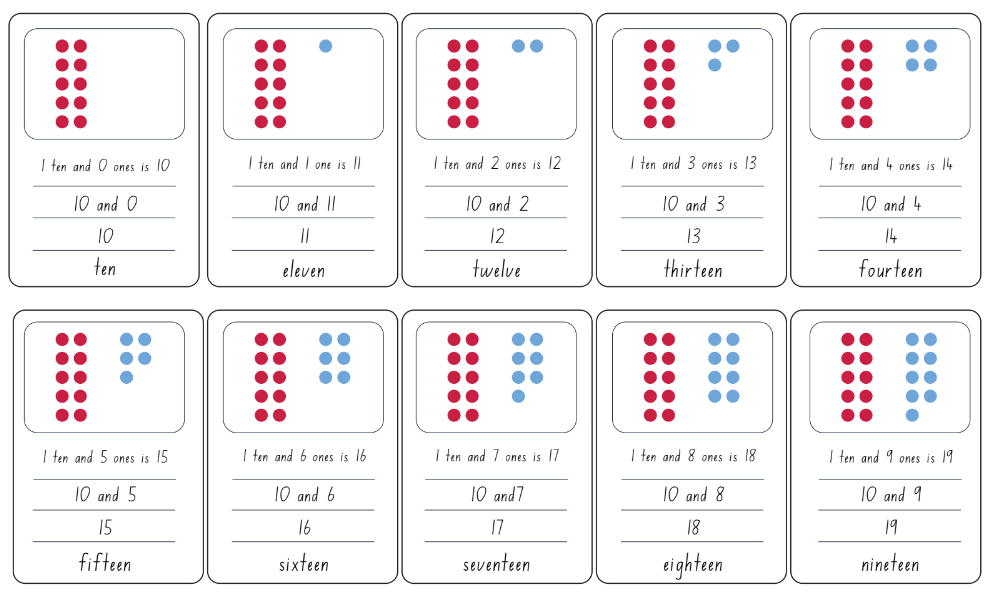 1 ten and 0 ones is 10
10 and 0
10
ten
1 ten and 1 one is 11
10 and 11
11
eleven
1 ten and 2 ones is 12
10 and 2
12
twelve
1 ten and 3 ones is 13
10 and 3
13
thirteen
1 ten and 4 ones is 14
10 and 4
14
fourteen
1 ten and 5 ones is 15
10 and 5
15
fifteen
1 ten and 6 ones is 16
10 and 6
16
sixteen
1 ten and 7 ones is 17
10 and7
17
seventeen
1 ten and 8 ones is 18
10 and 8
18
eighteen
1 ten and 9 ones is 19
10 and 9
19
nineteen